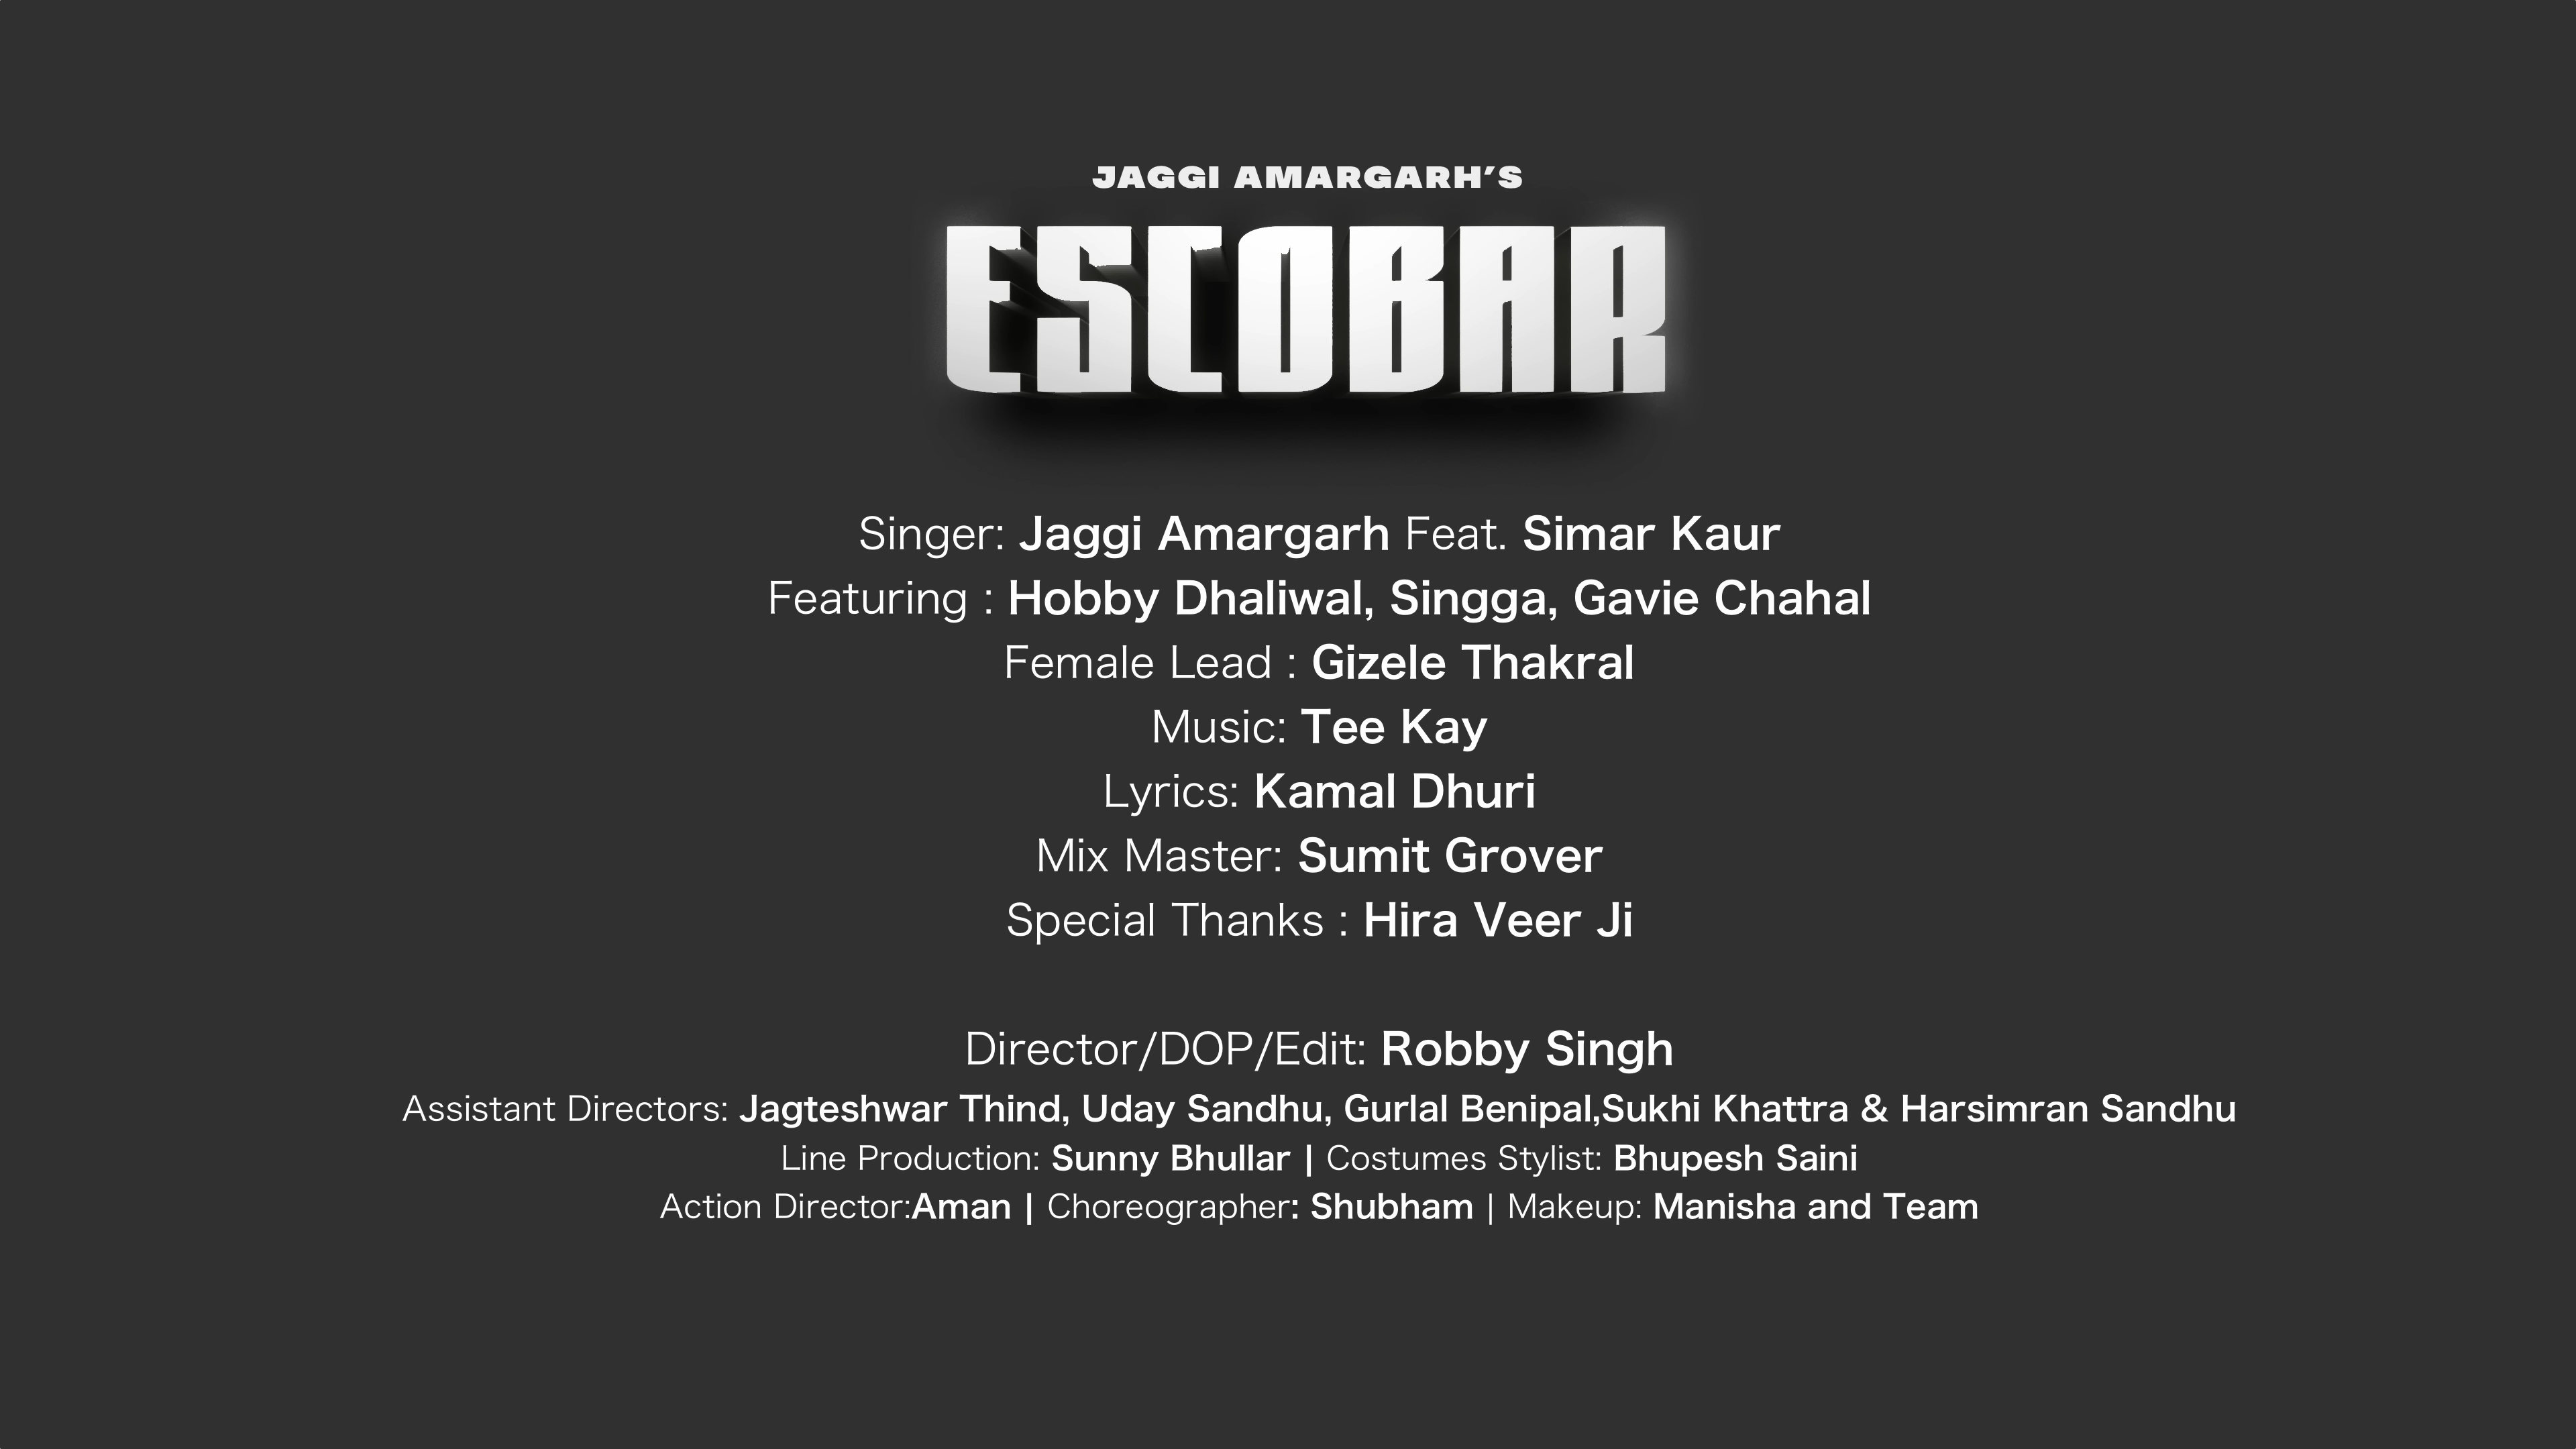 JAGGI AMARGARH'S
ESCOBAR
Singer: Jaggi Amargarh Feat. Simar Kaur
Featuring : Hobby Dhaliwal, Singga, Gavie Chahal
Female Lead : Gizele Thakral
Music: Tee Kay
Lyrics: Kamal Dhuri
Mix Master: Sumit Grover
Special Thanks : Hira Veer Ji
Director/DOP/Edit: Robby Singh
Assistant Directors: Jagteshwar Thind, Uday Sandhu, Gurlal Benipal,Sukhi Khattra & Harsimran Sandhu
Line Production: Sunny Bhullar | Costumes Stylist: Bhupesh Saini
Action Director:Aman | Choreographer: Shubham | Makeup: Manisha and Team